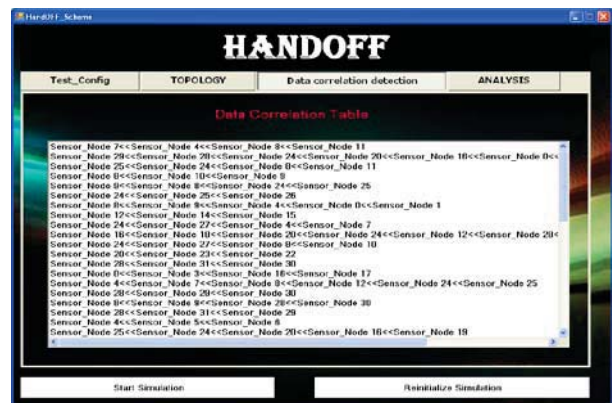 HardOFF_Scheme
HANDOFF
Test_Config TOPOLOGY Data correlation detection ANALYSIS
Data Correlation Table
Sensor_Node 7<<Sensor_Node 4<<Sensor_Node 8<<Sensor_Node 11
Sensor_Node 29<<Sensor_Node 28<<Sensor_Node 24<<Sensor_Node 20<<Sensor_Node 16<<Sensor_Node 0<<
Sensor_Node 25<<Sensor_Node 24<<Sensor_Node 8<<Sensor_Node 11
Sensor_Node 8<<Sensor_Node 10<<Sensor_Node 9
Sensor_Node 9<<Sensor_Node 8<<Sensor_Node 24<<Sensor_Node 25
Sensor_Node 24<<Sensor_Node 25<<Sensor_Node 26
Sensor_Node 8<<Sensor_Node 9<<Sensor_Node 4<<Sensor_Node 0<<Sensor_Node 1
Sensor_Node 12<<Sensor_Node 14<<Sensor_Node 15
Sensor_Node 24<<Sensor_Node 27<<Sensor_Node 4<<Sensor_Node 7
Sensor_Node 16<<Sensor_Node 18<<Sensor_Node 20<<Sensor_Node 24<<Sensor_Node 12<<Sensor_Node 28<
Sensor_Node 24<<Sensor_Node 27<<Sensor_Node 8<<Sensor_Node 10
Sensor_Node 20<<Sensor_Node 23<<Sensor_Node 22
Sensor_Node 28<<Sensor_Node 31<<Sensor_Node 30
Sensor_Node 0<<Sensor_Node 3<<Sensor_Node 16<<Sensor_Node 17
Sensor_Node 4<<Sensor_Node 7<<Sensor_Node 8<<Sensor_Node 12<<Sensor_Node 24<<Sensor_Node 25
Sensor_Node 28<<Sensor_Node 29<<Sensor_Node 30
Sensor_Node 8<<Sensor_Node 9<<Sensor_Node 28<<Sensor_Node 30
Sensor_Node 28<<Sensor_Node 31<<Sensor_Node 29
Sensor_Node 4<<Sensor_Node 5<<Sensor_Node 6
Sensor_Node 25<<Sensor_Node 24<<Sensor_Node 20<<Sensor_Node 16<<Sensor_Node 19
Start Simulation Reinitialize Simulation